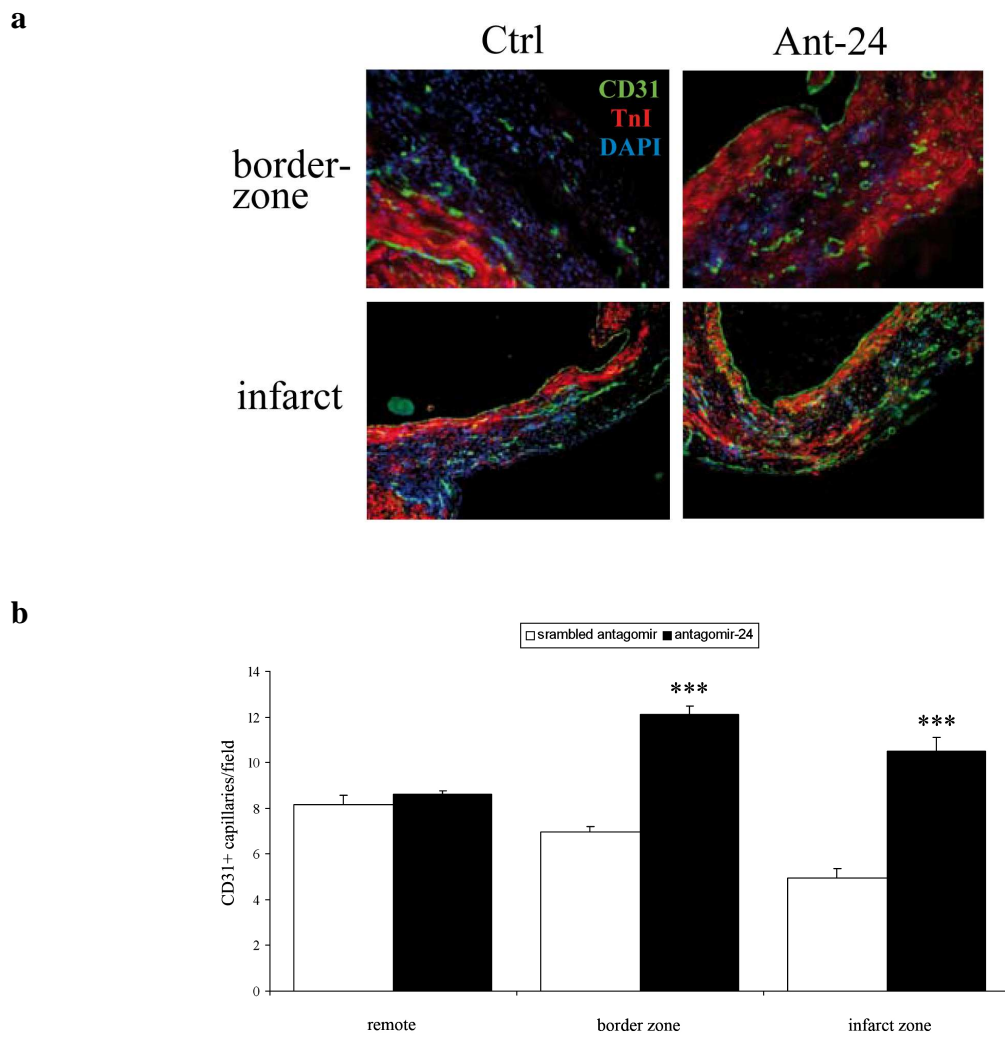 a
Ctrl
Ant-24
CD31
TnI
DAPI
border-
zone
infarct
b
srambled antagomir antagomir-24
CD31+ capillaries/field
14
12
10
8
6
4
2
0
***
***
remote
border zone
infarct zone